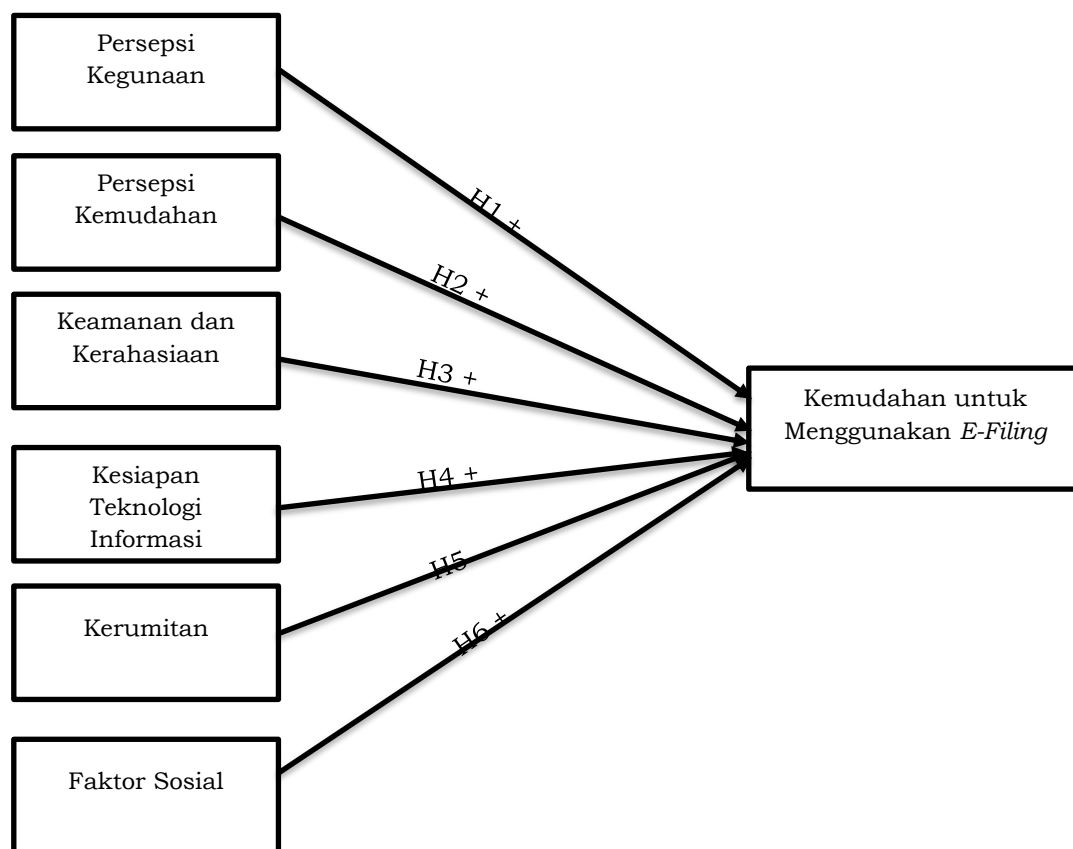 Persepsi
Kegunaan
H1 +
Persepsi
Kemudahan
H2 +
Keamanan dan
Kerahasiaan
H3 +
Kemudahan untuk
Menggunakan E-Filing
Kesiapan
Teknologi
Informasi
H4 +
H5
Kerumitan
H6 +
Faktor Sosial